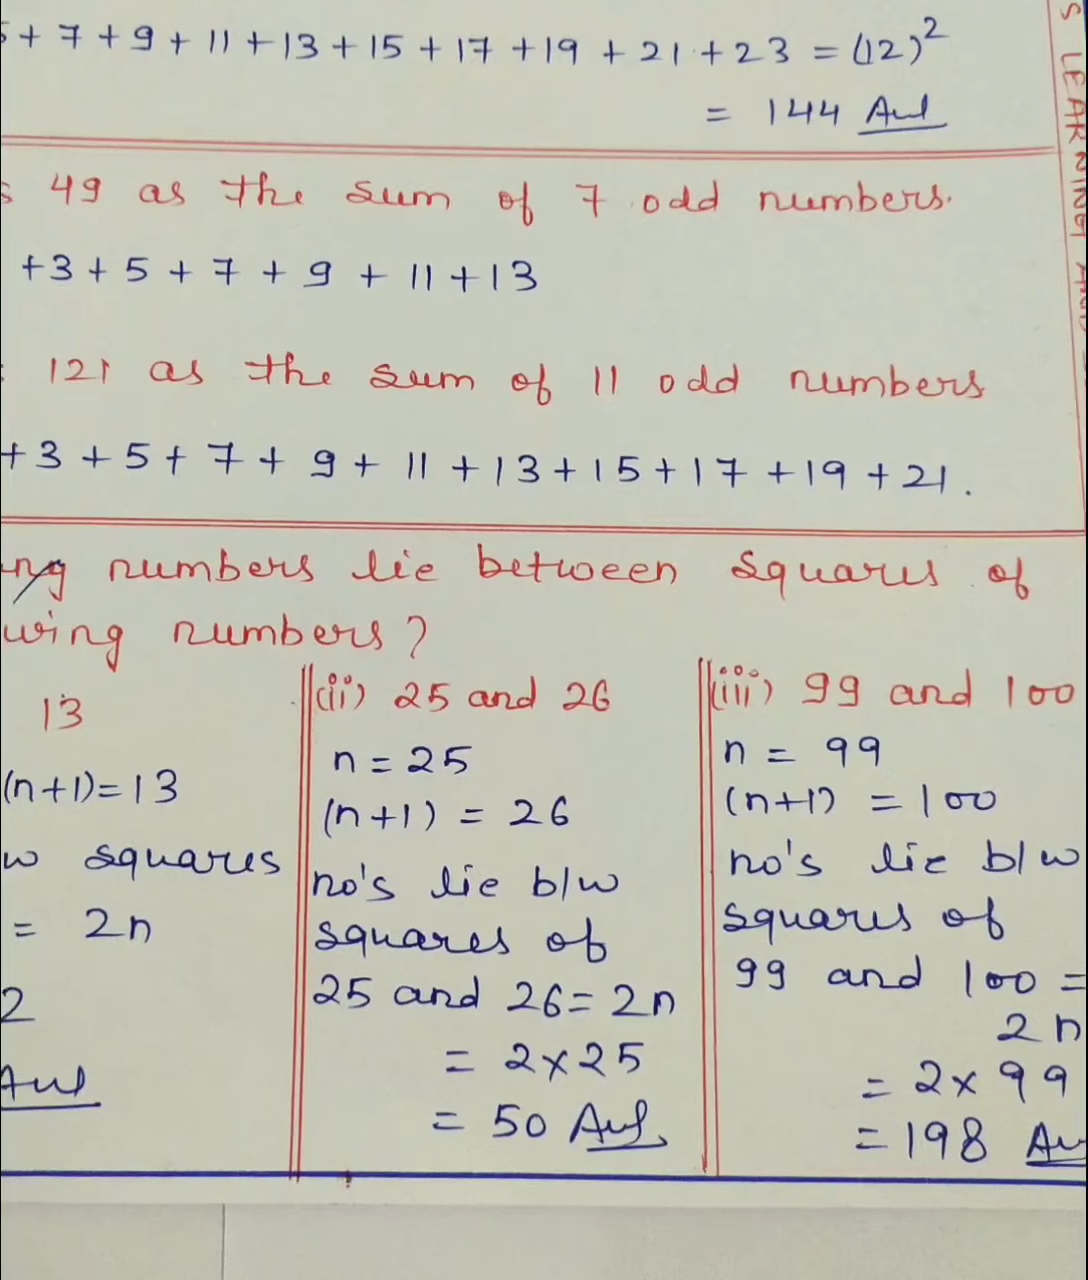 5 + 7 + 9 + 11 + 13 + 15 + 17 + 19 + 21 + 23 = (12)²
= 144 Ans
S LEARNING
s 49 as the sum of 7 odd numbers.
+3 + 5 + 7 + 9 + 11 + 13
121 as the sum of 11 odd numbers
+ 3 + 5 + 7 + 9 + 11 + 13 + 15 + 17 + 19 + 21.
ng numbers lie between squares of
wing numbers?
13
(n+1) = 13
w squares
= 2n
2
Ans
(ii) 25 and 26
n = 25
(n+1) = 26
no's lie b/w
squares of
25 and 26 = 2n
= 2 × 25
= 50 Ans
(iii) 99 and 100
n = 99
(n+1) = 100
no's lie b/w
squares of
99 and 100 =
2n
= 2 × 99
= 198 An